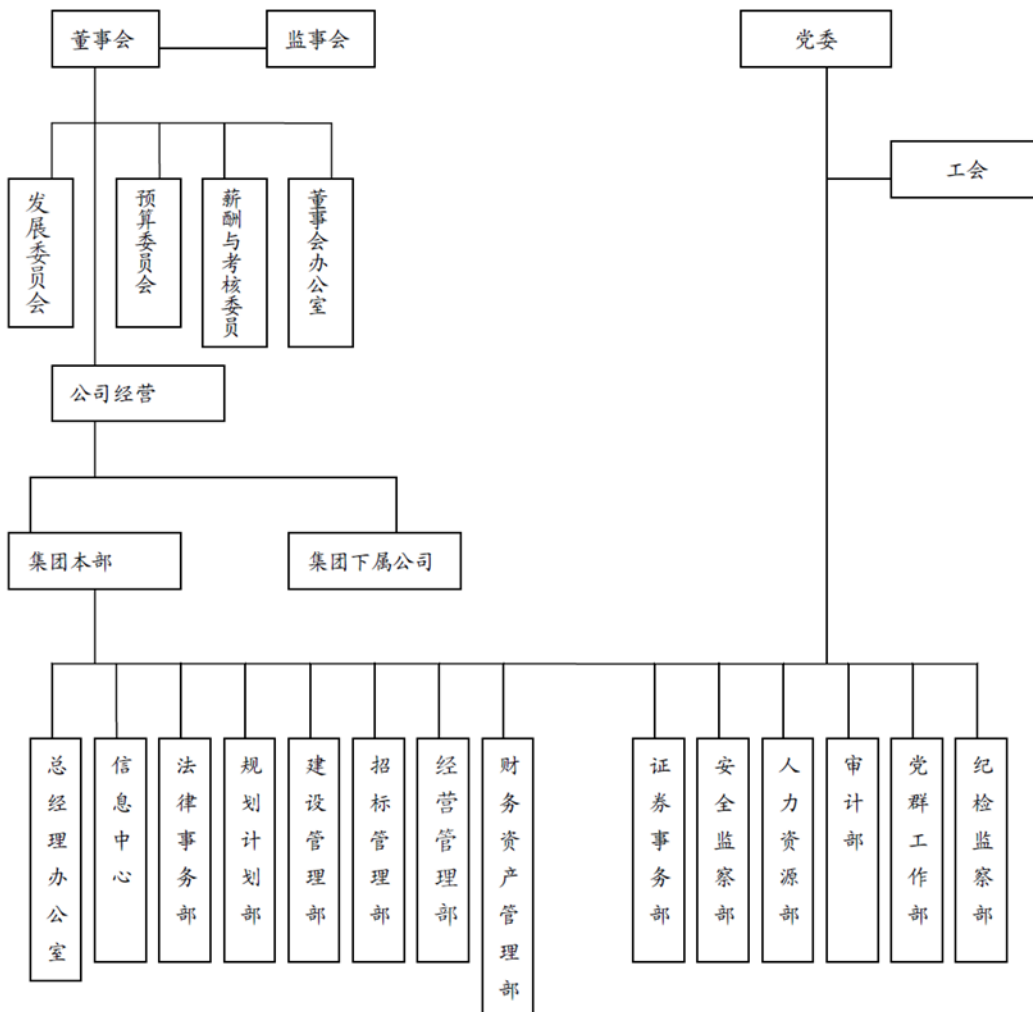 董事会
监事会
党委
工会
发展委员会
预算委员会
薪酬与考核委员
董事会办公室
公司经营
集团本部
集团下属公司
总经理办公室
信息中心
法律事务部
规划计划部
建设管理部
招标管理部
经营管理部
财务资产管理部
证券事务部
安全监察部
人力资源部
审计部
党群工作部
纪检监察部